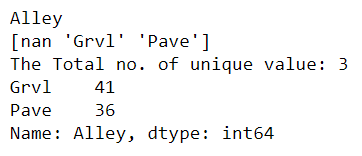 Alley
[nan 'Grvl' 'Pave']
The Total no. of unique value: 3
Grvl    41
Pave    36
Name: Alley, dtype: int64